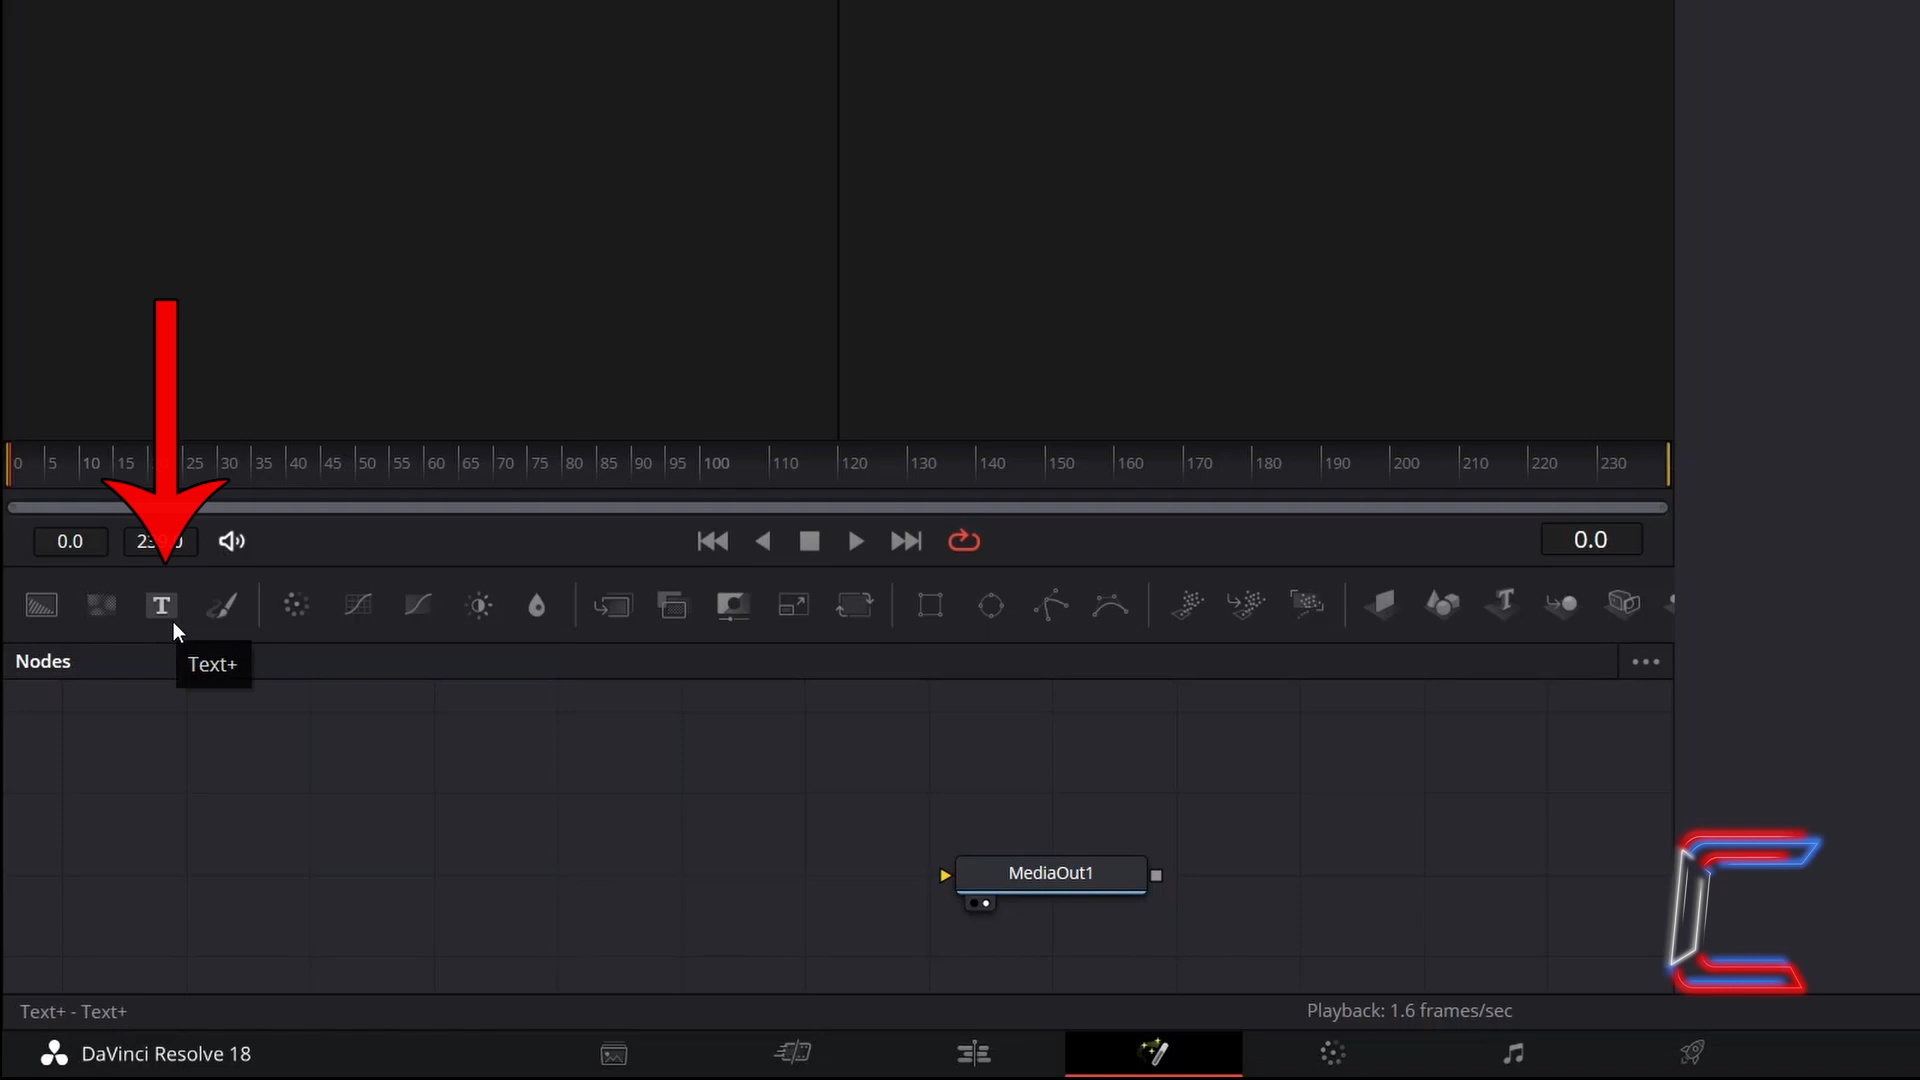 0 5 10 15 25 30 35 40 45 50 55 60 65 70 75 80 85 90 95 100 110 120 130 140 150 160 170 180 190 200 210 220 230
0.0 0.0
T T
Nodes
Text+
MediaOut1
Text+ - Text+ Playback: 1.6 frames/sec
DaVinci Resolve 18